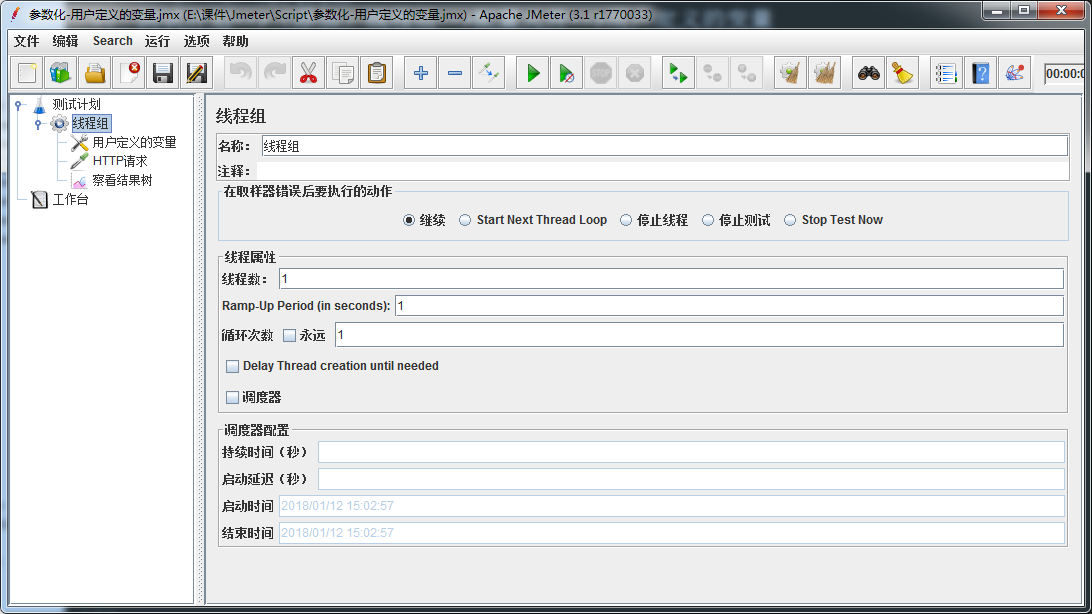 参数化-用户定义的变量.jmx (E:\课件\Jmeter\Script\参数化-用户定义的变量.jmx) - Apache JMeter (3.1 r1770033)
文件 编辑 Search 运行 选项 帮助
STOP
00:00:0
测试计划
线程组
用户定义的变量
HTTP请求
察看结果树
工作台
线程组
名称: 线程组
注释:
在取样器错误后要执行的动作
继续 Start Next Thread Loop 停止线程 停止测试 Stop Test Now
线程属性
线程数: 1
Ramp-Up Period (in seconds): 1
循环次数 永远 1
Delay Thread creation until needed
调度器
调度器配置
持续时间（秒）
启动延迟（秒）
启动时间 2018/01/12 15:02:57
结束时间 2018/01/12 15:02:57